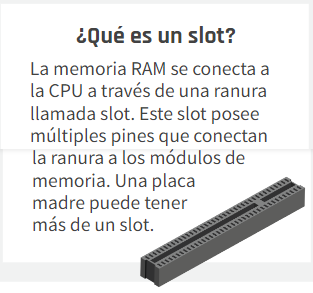 ¿Qué es un slot?
La memoria RAM se conecta a
la CPU a través de una ranura
llamada slot. Este slot posee
múltiples pines que conectan
la ranura a los módulos de
memoria. Una placa
madre puede tener
más de un slot.